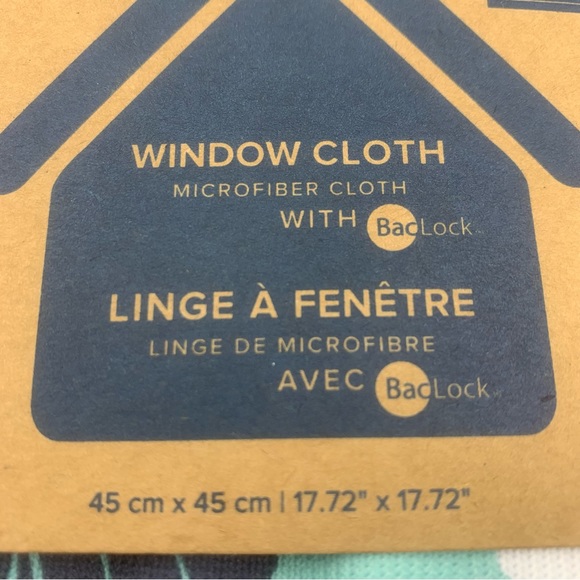 WINDOW CLOTH
MICROFIBER CLOTH
WITH BacLock
LINGE À FENÊTRE
LINGE DE MICROFIBRE
AVEC BacLock
45 cm x 45 cm | 17.72" x 17.72"